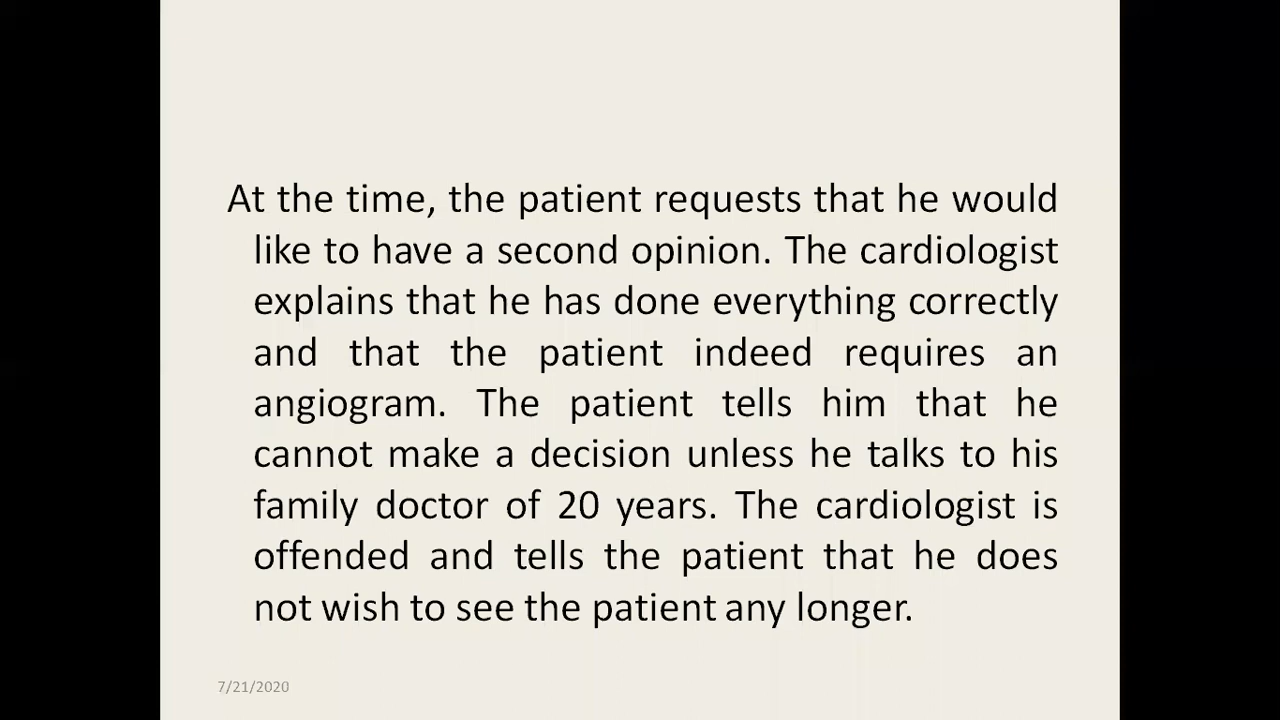 At the time, the patient requests that he would
like to have a second opinion. The cardiologist
explains that he has done everything correctly
and that the patient indeed requires an
angiogram. The patient tells him that he
cannot make a decision unless he talks to his
family doctor of 20 years. The cardiologist is
offended and tells the patient that he does
not wish to see the patient any longer.
7/21/2020